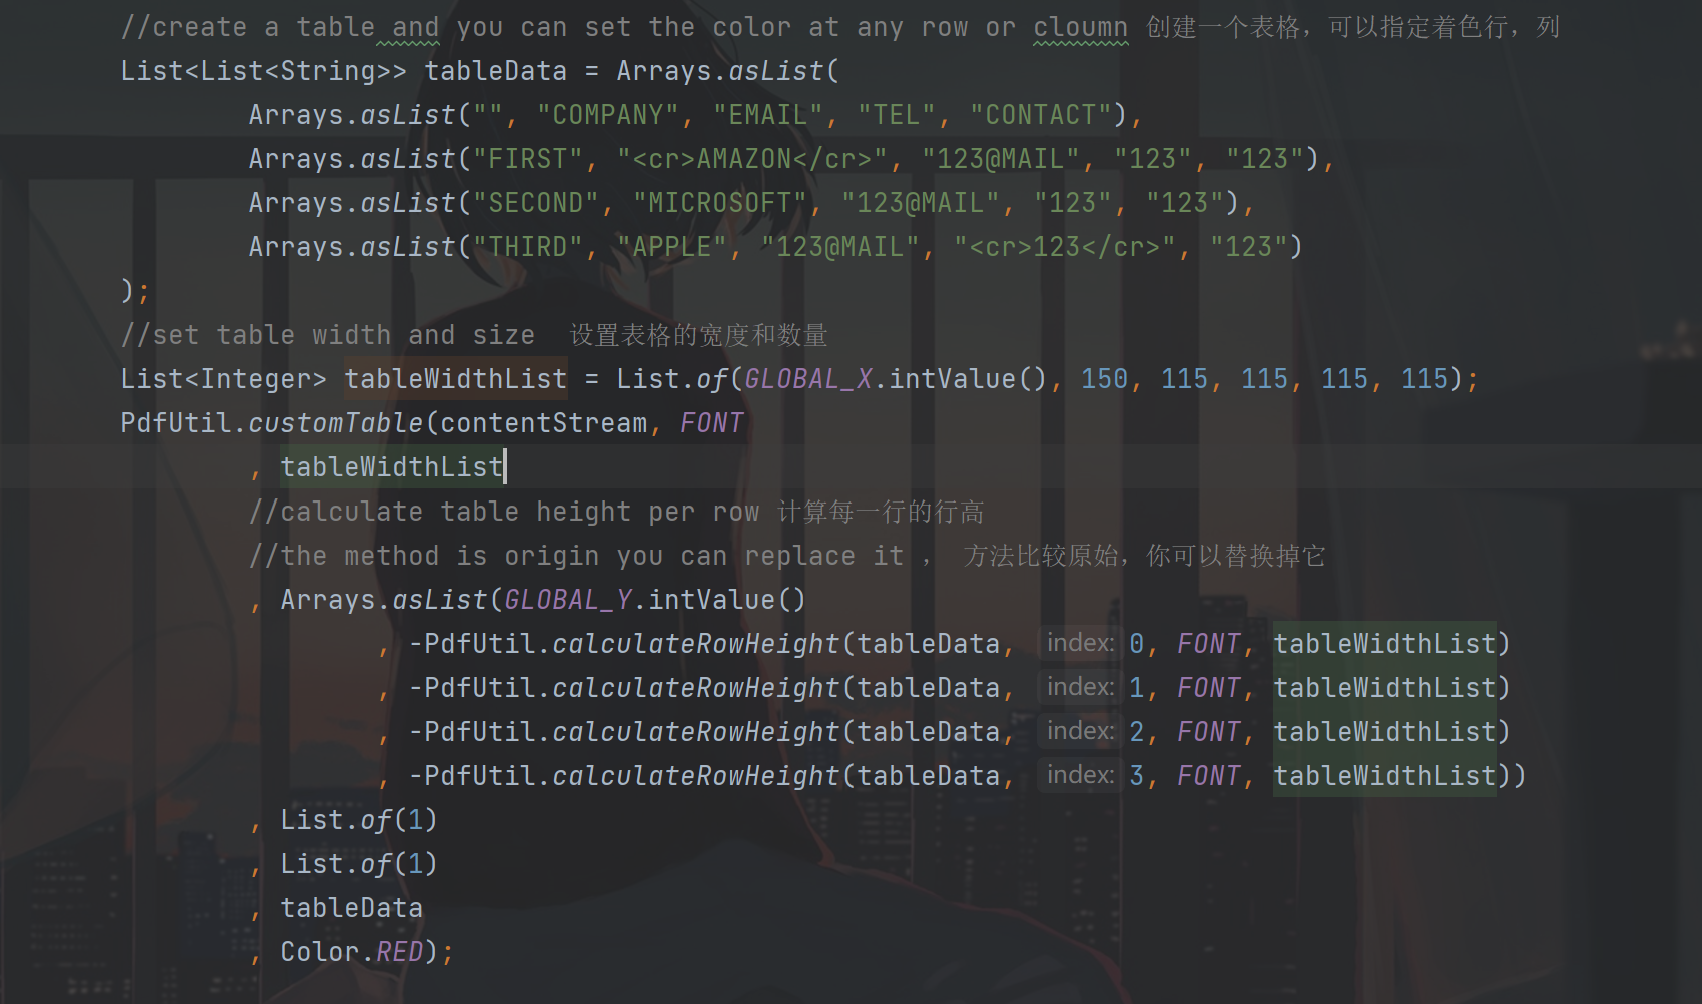 //create a table and you can set the color at any row or cloumn 创建一个表格，可以指定着色行，列
List<List<String>> tableData = Arrays.asList(
Arrays.asList("", "COMPANY", "EMAIL", "TEL", "CONTACT"),
Arrays.asList("FIRST", "<cr>AMAZON</cr>", "123@MAIL", "123", "123"),
Arrays.asList("SECOND", "MICROSOFT", "123@MAIL", "123", "123"),
Arrays.asList("THIRD", "APPLE", "123@MAIL", "<cr>123</cr>", "123")
);
//set table width and size  设置表格的宽度和数量
List<Integer> tableWidthList = List.of(GLOBAL_X.intValue(), 150, 115, 115, 115, 115);
PdfUtil.customTable(contentStream, FONT
, tableWidthList
//calculate table height per row 计算每一行的行高
//the method is origin you can replace it ， 方法比较原始，你可以替换掉它
, Arrays.asList(GLOBAL_Y.intValue()
, -PdfUtil.calculateRowHeight(tableData, index: 0, FONT, tableWidthList)
, -PdfUtil.calculateRowHeight(tableData, index: 1, FONT, tableWidthList)
, -PdfUtil.calculateRowHeight(tableData, index: 2, FONT, tableWidthList)
, -PdfUtil.calculateRowHeight(tableData, index: 3, FONT, tableWidthList))
, List.of(1)
, List.of(1)
, tableData
, Color.RED);